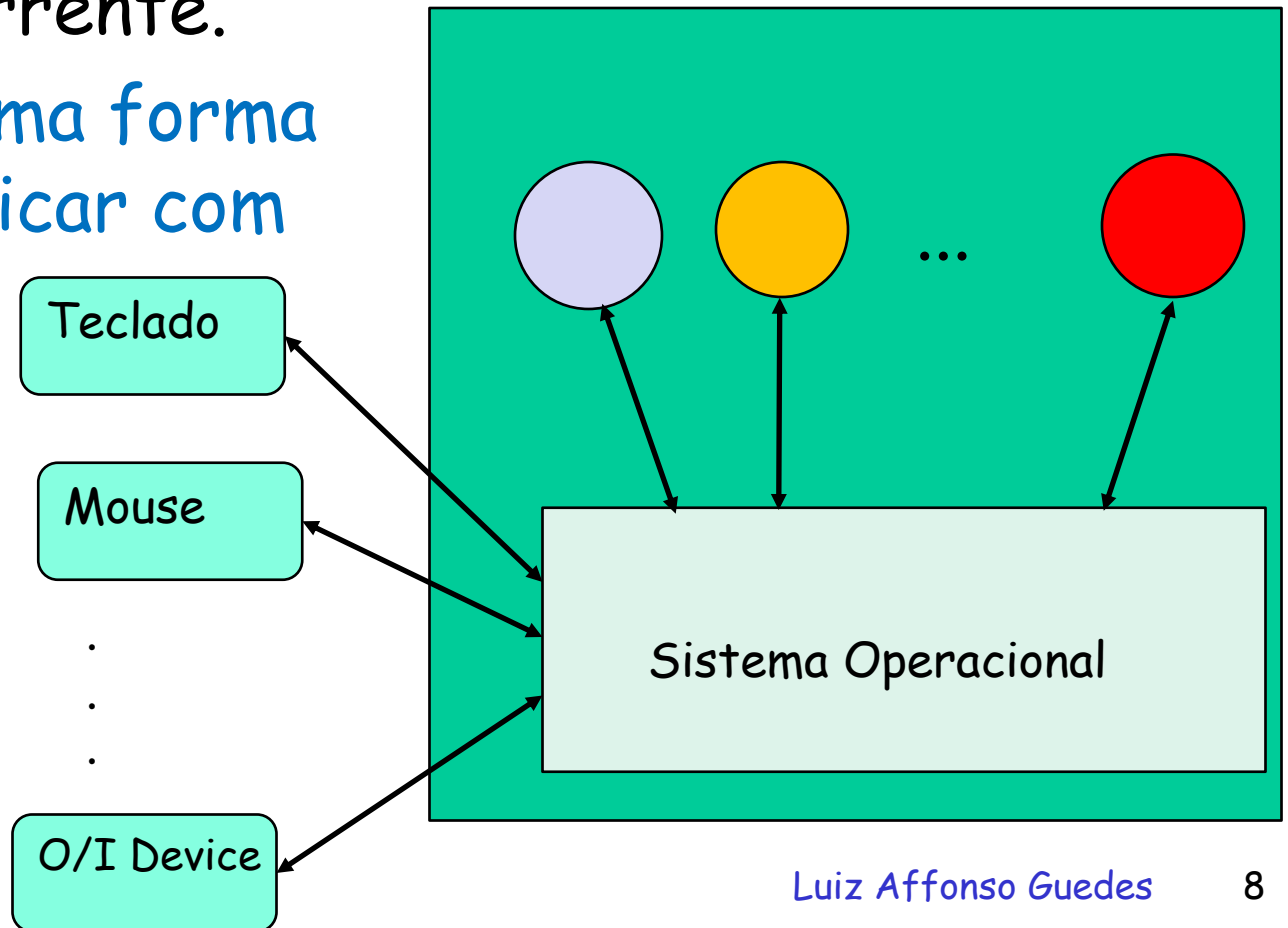 rrente.
ma forma
icar com
Teclado
Mouse
.
.
.
O/I Device
...
Sistema Operacional
Luiz Affonso Guedes 8